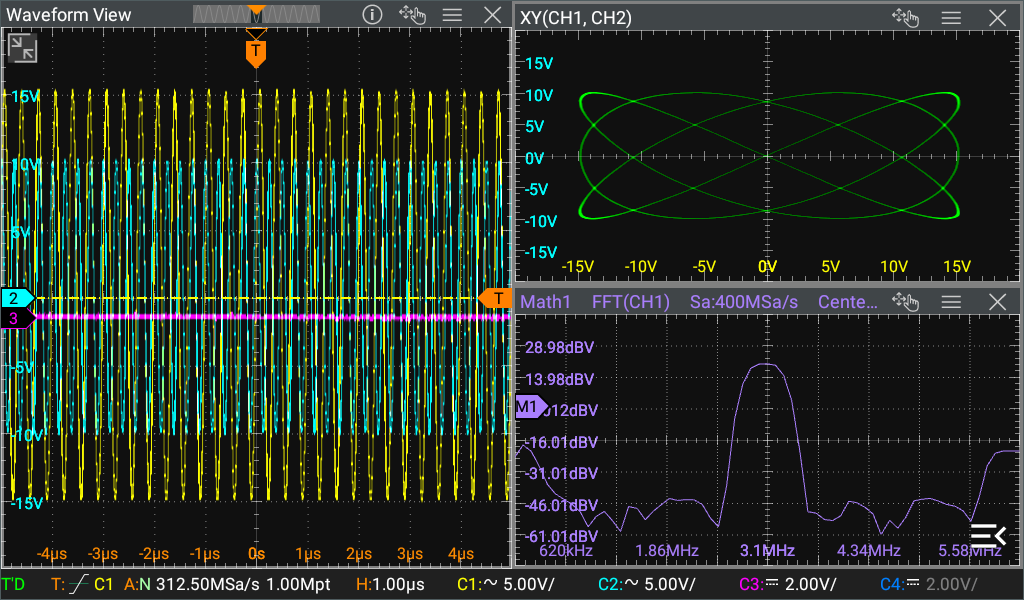 Waveform View
M
T
15V
10V
5V
2
T
3
-5V
-10V
-15V
-4µs -3µs -2µs -1µs 0s 1µs 2µs 3µs 4µs
XY(CH1, CH2)
15V
10V
5V
0V
-5V
-10V
-15V
-15V -10V -5V 0V 5V 10V 15V
Math1 FFT(CH1) Sa:400MSa/s Cente...
28.98dBV
13.98dBV
M1
-16.01dBV
-31.01dBV
-46.01dBV
-61.01dBV
620kHz 1.86MHz 3.1MHz 4.34MHz 5.58MHz
T'D T: C1 A:N 312.50MSa/s 1.00Mpt H:1.00µs C1: 5.00V/ C2: 5.00V/ C3: 2.00V/ C4: 2.00V/